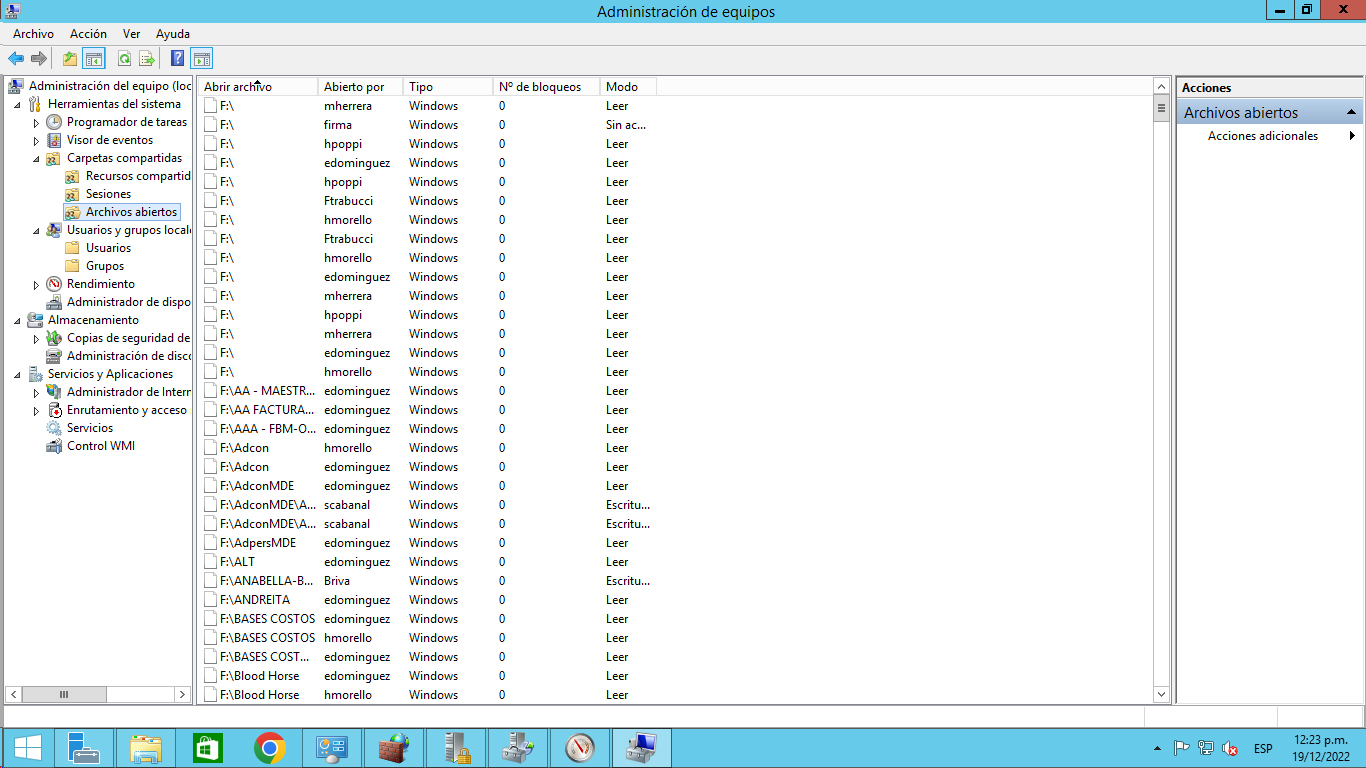 Administración de equipos
Archivo Acción Ver Ayuda
Administración del equipo (loc
Herramientas del sistema
Programador de tareas
Visor de eventos
Carpetas compartidas
Recursos compartid
Sesiones
Archivos abiertos
Usuarios y grupos locale
Usuarios
Grupos
Rendimiento
Administrador de dispo
Almacenamiento
Copias de seguridad de
Administración de disco
Servicios y Aplicaciones
Administrador de Intern
Enrutamiento y acceso
Servicios
Control WMI
Abrir archivo Abierto por Tipo Nº de bloqueos Modo
F:\ mherrera Windows 0 Leer
F:\ firma Windows 0 Sin ac...
F:\ hpoppi Windows 0 Leer
F:\ edominguez Windows 0 Leer
F:\ hpoppi Windows 0 Leer
F:\ Ftrabucci Windows 0 Leer
F:\ hmorello Windows 0 Leer
F:\ Ftrabucci Windows 0 Leer
F:\ hmorello Windows 0 Leer
F:\ edominguez Windows 0 Leer
F:\ mherrera Windows 0 Leer
F:\ hpoppi Windows 0 Leer
F:\ mherrera Windows 0 Leer
F:\ edominguez Windows 0 Leer
F:\ hmorello Windows 0 Leer
F:\AA - MAESTR... edominguez Windows 0 Leer
F:\AA FACTURA... edominguez Windows 0 Leer
F:\AAA - FBM-O... edominguez Windows 0 Leer
F:\Adcon hmorello Windows 0 Leer
F:\Adcon edominguez Windows 0 Leer
F:\AdconMDE edominguez Windows 0 Leer
F:\AdconMDE\A... scabanal Windows 0 Escritu...
F:\AdconMDE\A... scabanal Windows 0 Escritu...
F:\AdpersMDE edominguez Windows 0 Leer
F:\ALT edominguez Windows 0 Leer
F:\ANABELLA-B... Briva Windows 0 Escritu...
F:\ANDREITA edominguez Windows 0 Leer
F:\BASES COSTOS edominguez Windows 0 Leer
F:\BASES COSTOS hmorello Windows 0 Leer
F:\BASES COST... edominguez Windows 0 Leer
F:\Blood Horse edominguez Windows 0 Leer
F:\Blood Horse hmorello Windows 0 Leer
Acciones
Archivos abiertos
Acciones adicionales
ESP
12:23 p.m.
19/12/2022